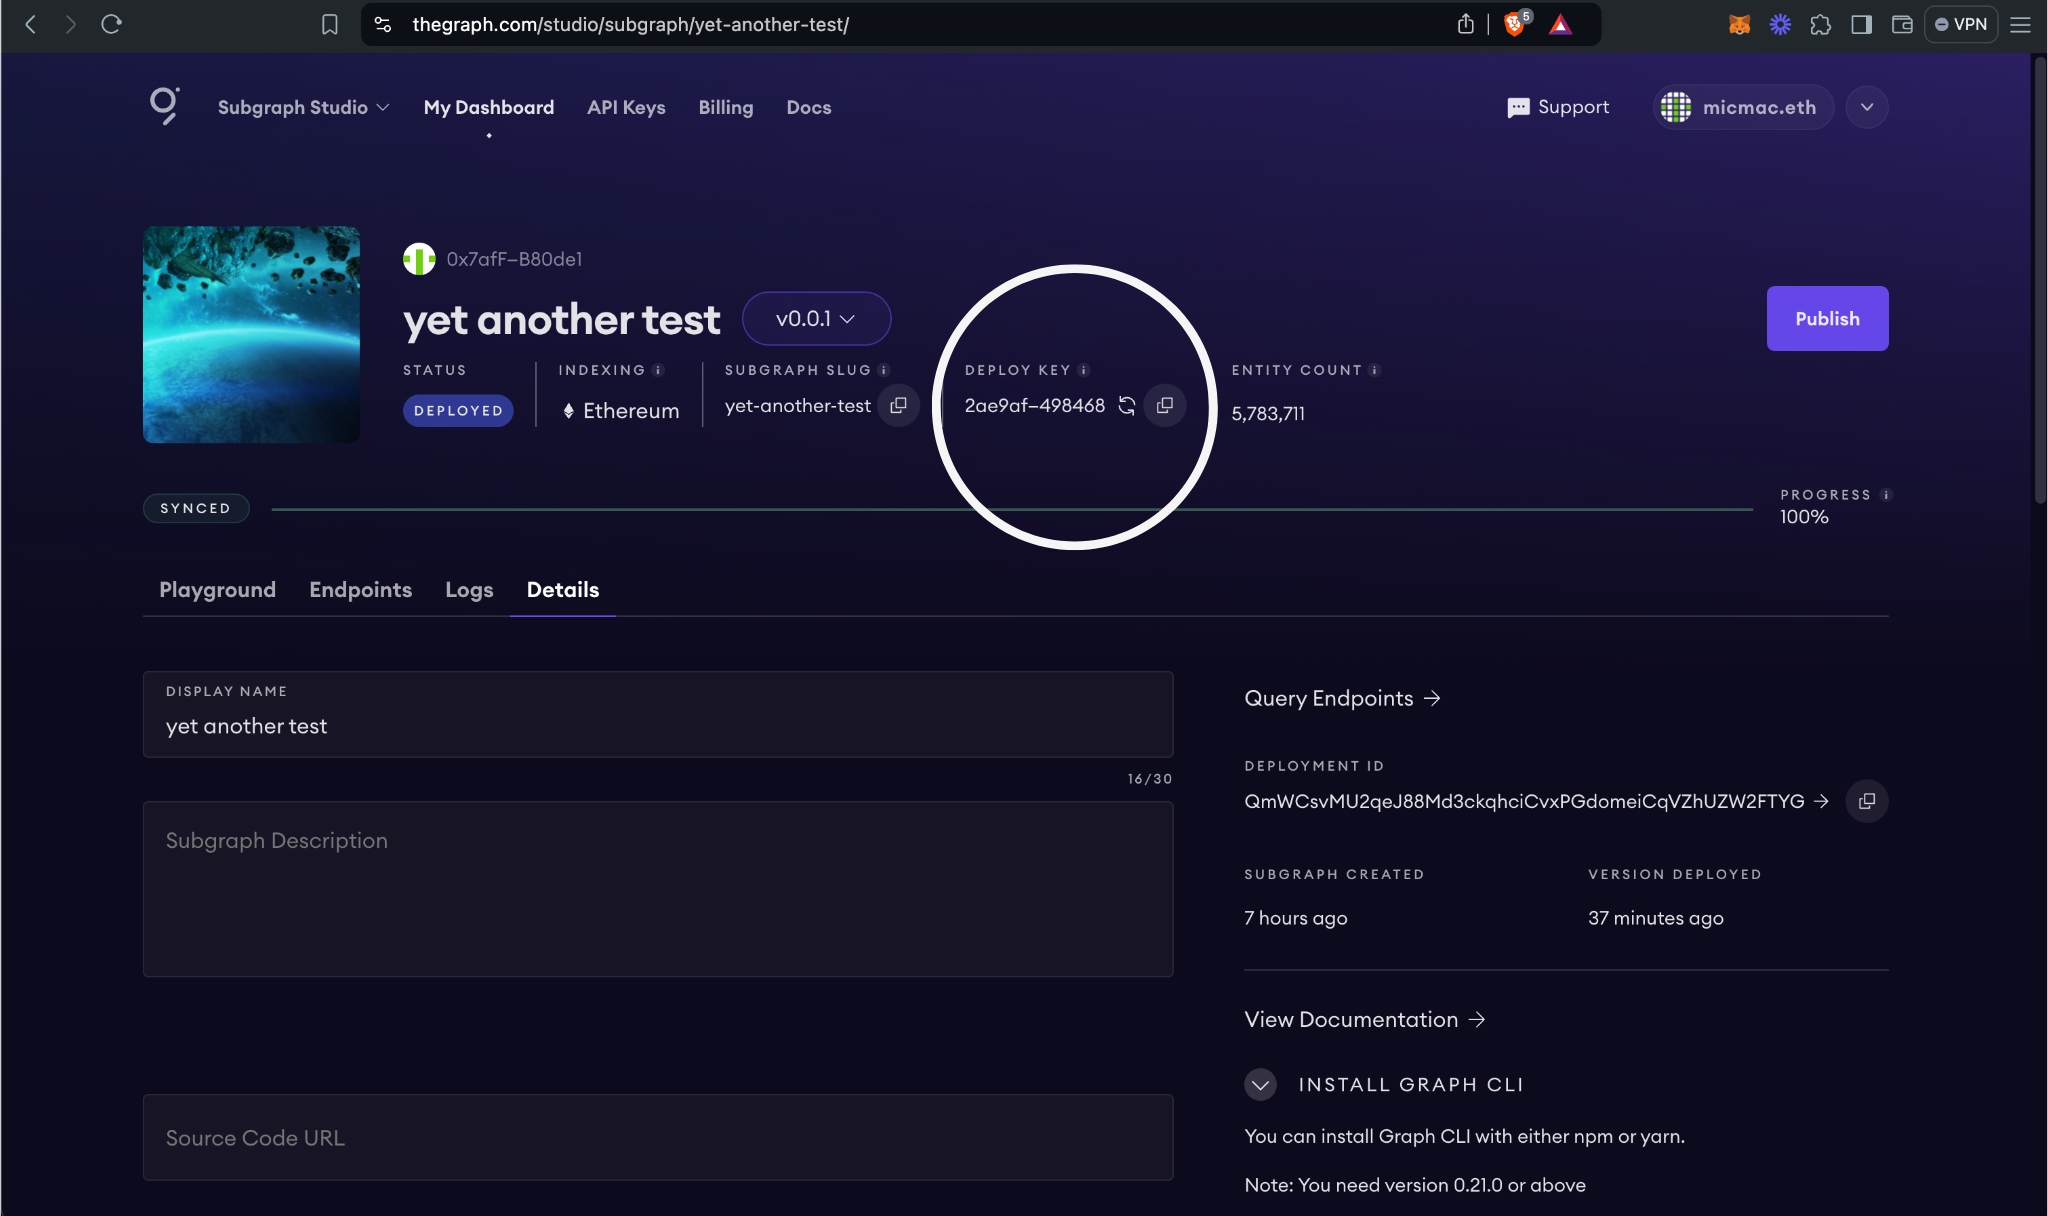 thegraph.com/studio/subgraph/yet-another-test/
5
VPN
Subgraph Studio
My Dashboard
API Keys
Billing
Docs
Support
micmac.eth
0x7afF–B80de1
yet another test
v0.0.1
Publish
STATUS
DEPLOYED
INDEXING
Ethereum
SUBGRAPH SLUG
yet-another-test
DEPLOY KEY
2ae9af–498468
ENTITY COUNT
5,783,711
SYNCED
PROGRESS
100%
Playground
Endpoints
Logs
Details
DISPLAY NAME
yet another test
16/30
Subgraph Description
Source Code URL
Query Endpoints →
DEPLOYMENT ID
QmWCsvMU2qeJ88Md3ckqhciCvxPGdomeiCqVZhUZW2FTYG →
SUBGRAPH CREATED
7 hours ago
VERSION DEPLOYED
37 minutes ago
View Documentation →
INSTALL GRAPH CLI
You can install Graph CLI with either npm or yarn.
Note: You need version 0.21.0 or above